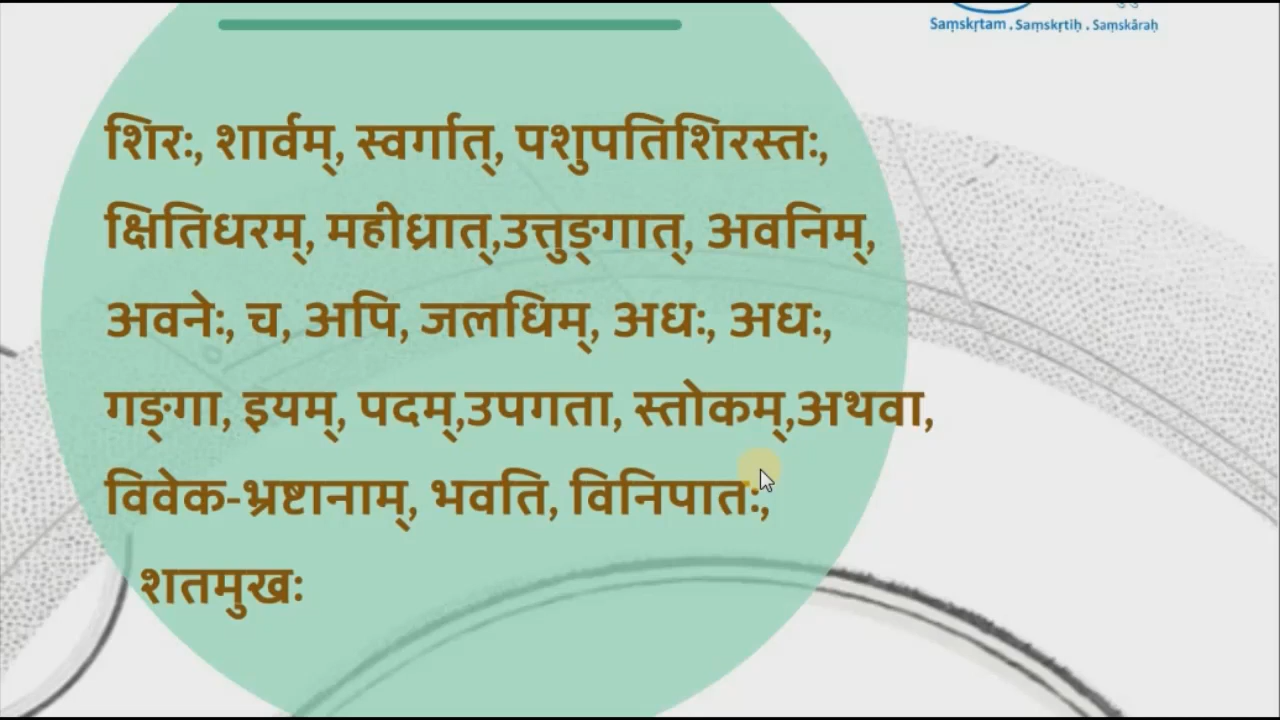 Saṃskṛtam . Saṃskṛtiḥ . Saṃskāraḥ
शिरः, शार्वम्, स्वर्गात्, पशुपतिशिरस्तः,
क्षितिधरम्, महीध्रात्,उत्तुङ्गात्, अवनिम्,
अवनेः, च, अपि, जलधिम्, अधः, अधः,
गङ्गा, इयम्, पदम्,उपगता, स्तोकम्,अथवा,
विवेक-भ्रष्टानाम्, भवति, विनिपातः,
शतमुखः